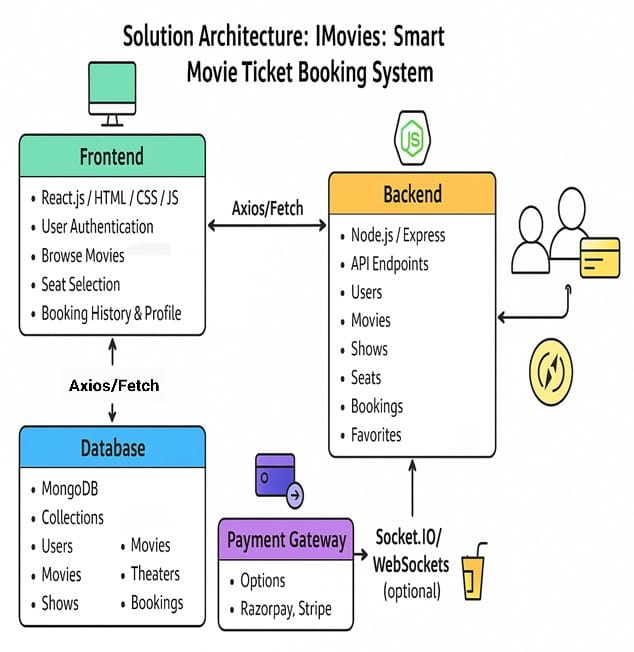 Solution Architecture: IMovies: Smart
Movie Ticket Booking System
Frontend
• React.js / HTML / CSS / JS
• User Authentication
• Browse Movies
• Seat Selection
• Booking History & Profile
Axios/Fetch
JS
Backend
• Node.js / Express
• API Endpoints
• Users
• Movies
• Shows
• Seats
• Bookings
• Favorites
Axios/Fetch
Database
• MongoDB
• Collections
• Users
• Movies
• Shows
• Movies
• Theaters
• Bookings
Payment Gateway
• Options
• Razorpay, Stripe
Socket.IO/
WebSockets
(optional)